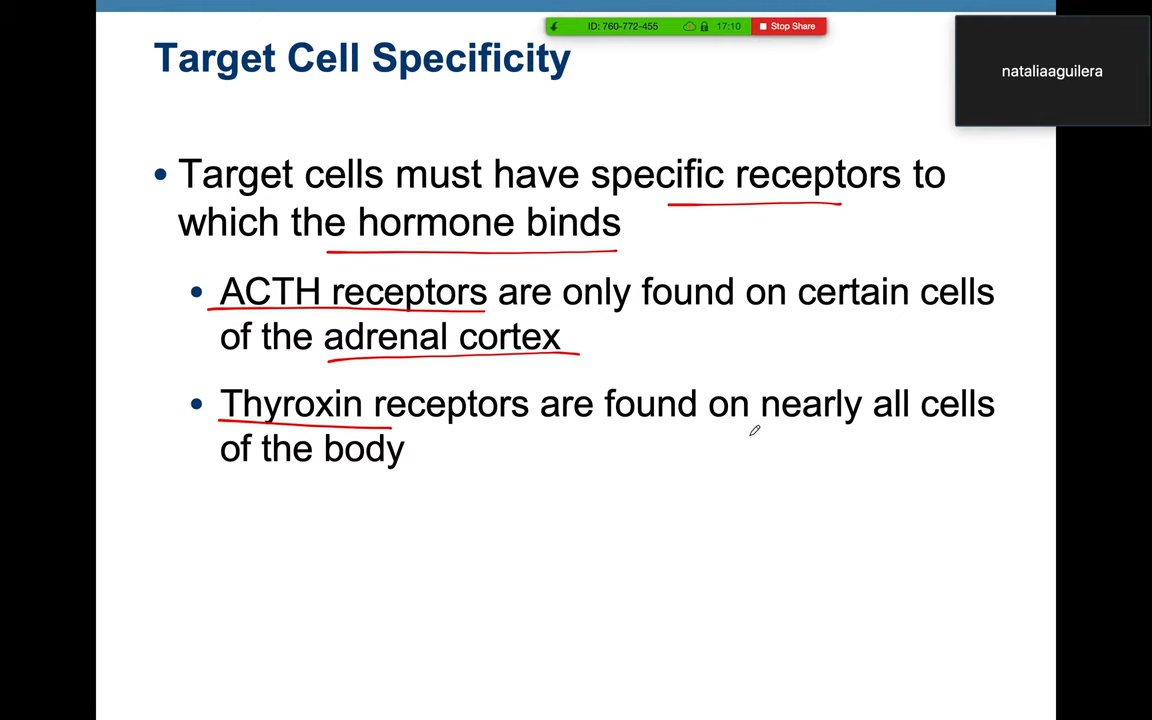 ID: 760-772-455 17:10 Stop Share
Target Cell Specificity
nataliaaguilera
• Target cells must have specific receptors to
which the hormone binds
• ACTH receptors are only found on certain cells
of the adrenal cortex
• Thyroxin receptors are found on nearly all cells
of the body